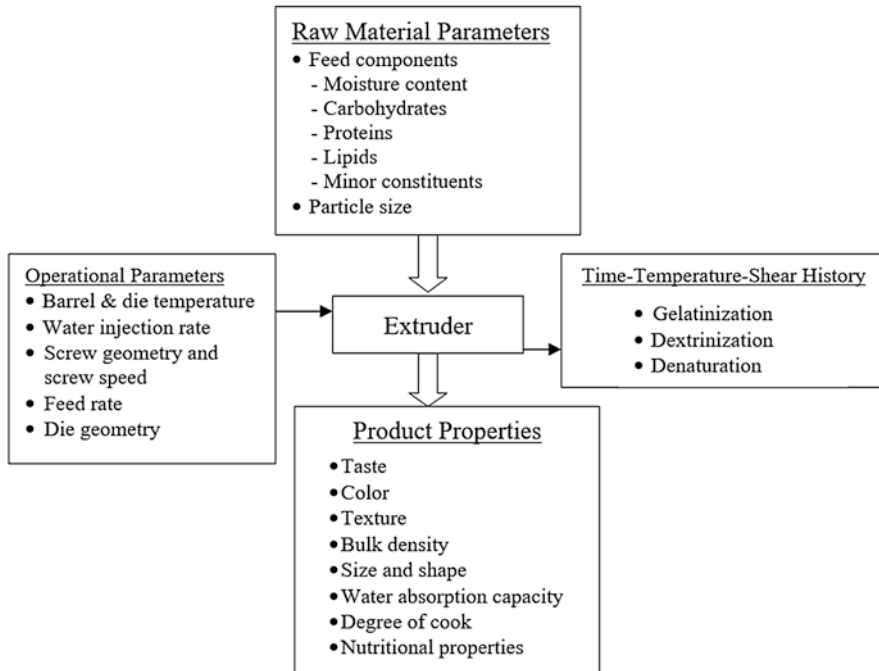 Raw Material Parameters
• Feed components
- Moisture content
- Carbohydrates
- Proteins
- Lipids
- Minor constituents
• Particle size
Operational Parameters
• Barrel & die temperature
• Water injection rate
• Screw geometry and
screw speed
• Feed rate
• Die geometry
Extruder
Time-Temperature-Shear History
• Gelatinization
• Dextrinization
• Denaturation
Product Properties
• Taste
• Color
• Texture
• Bulk density
• Size and shape
• Water absorption capacity
• Degree of cook
• Nutritional properties